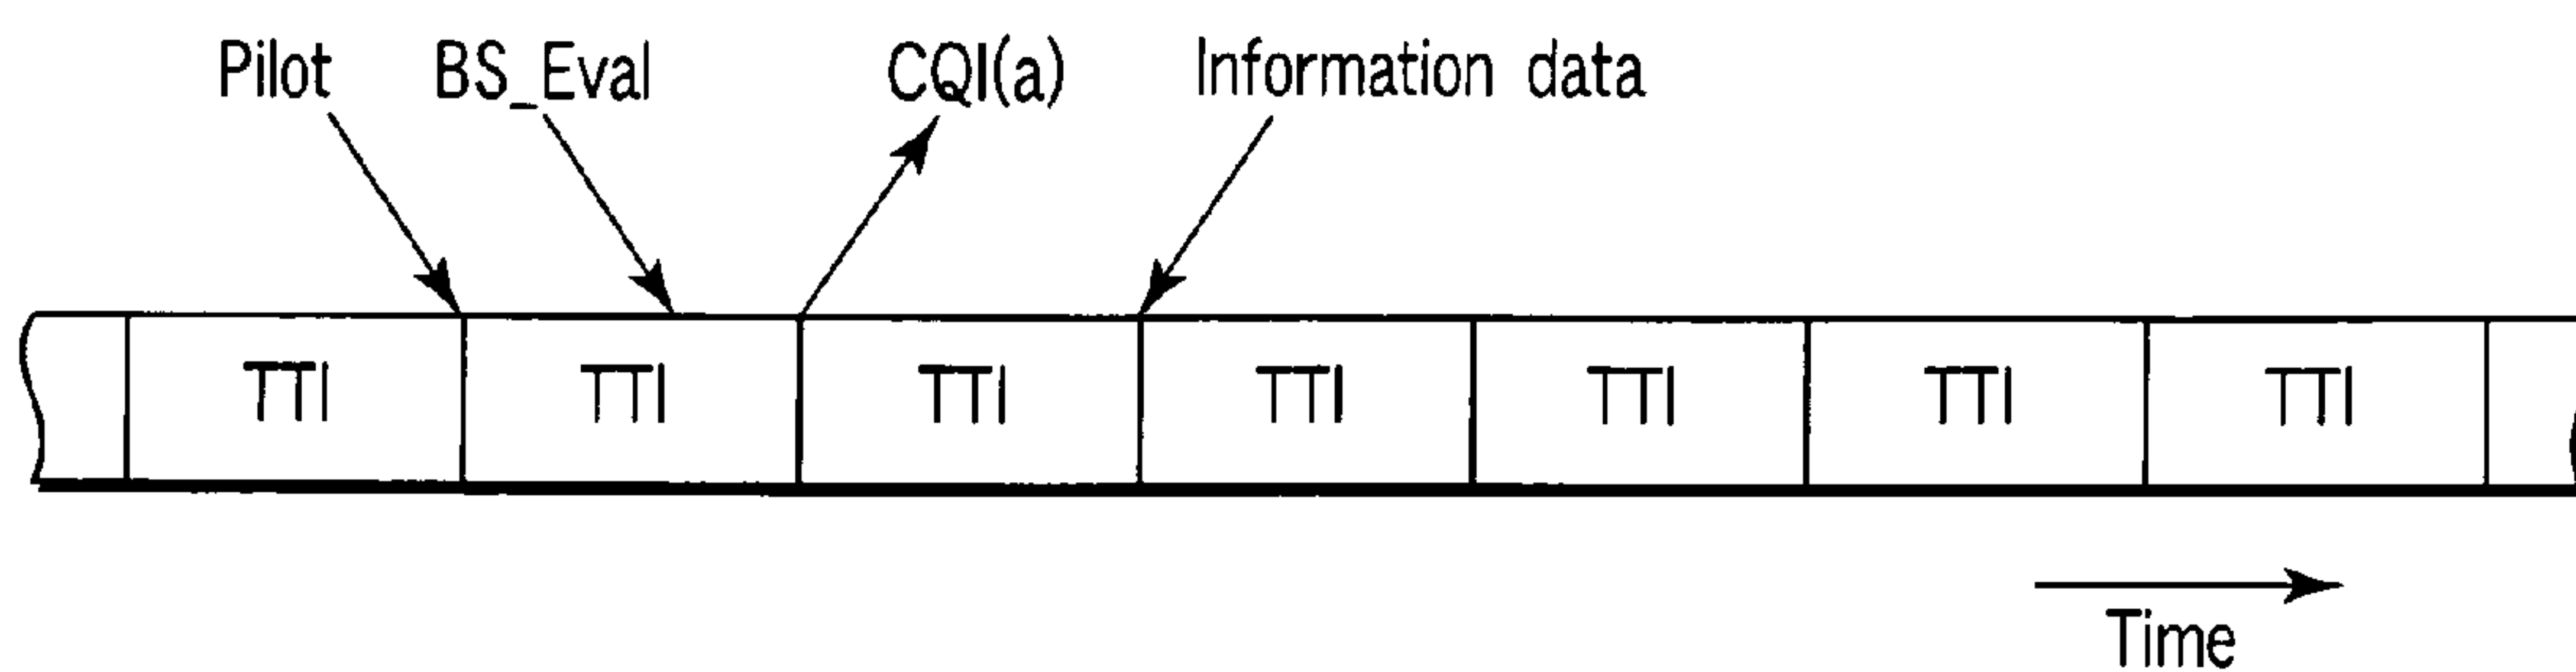 Pilot BS_Eval CQI(a) Information data
TTI TTI TTI TTI TTI TTI TTI
Time